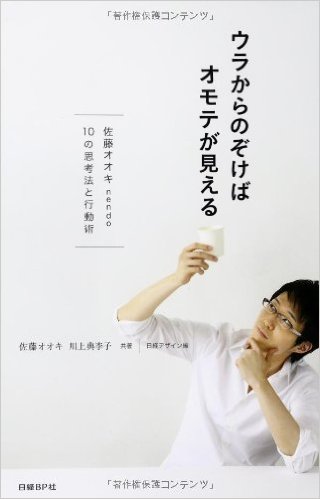 「著作権保護コンテンツ」
ウラからのぞけば
オモテが見える
佐藤オオキ nendo
10の思考法と行動術
佐藤オオキ 川上典李子 共著 日経デザイン編
日経BP社
「著作権保護コンテンツ」